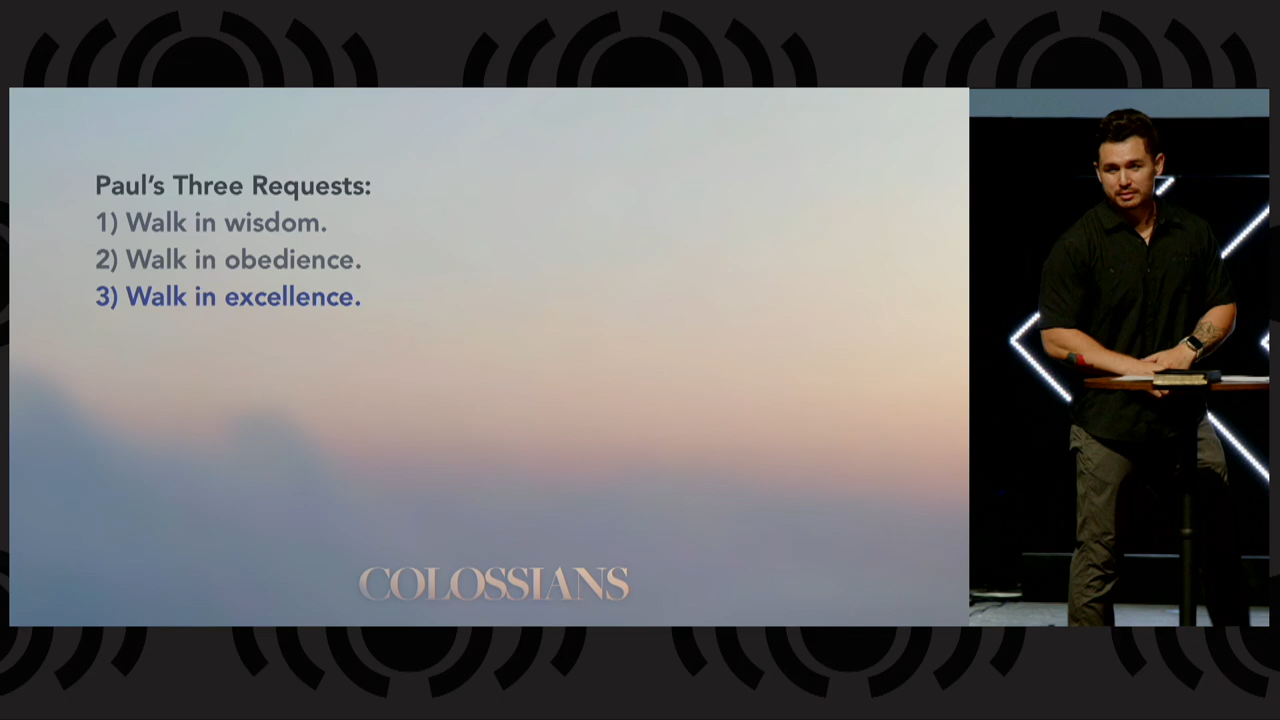 Paul’s Three Requests:
1) Walk in wisdom.
2) Walk in obedience.
3) Walk in excellence.
COLOSSIANS